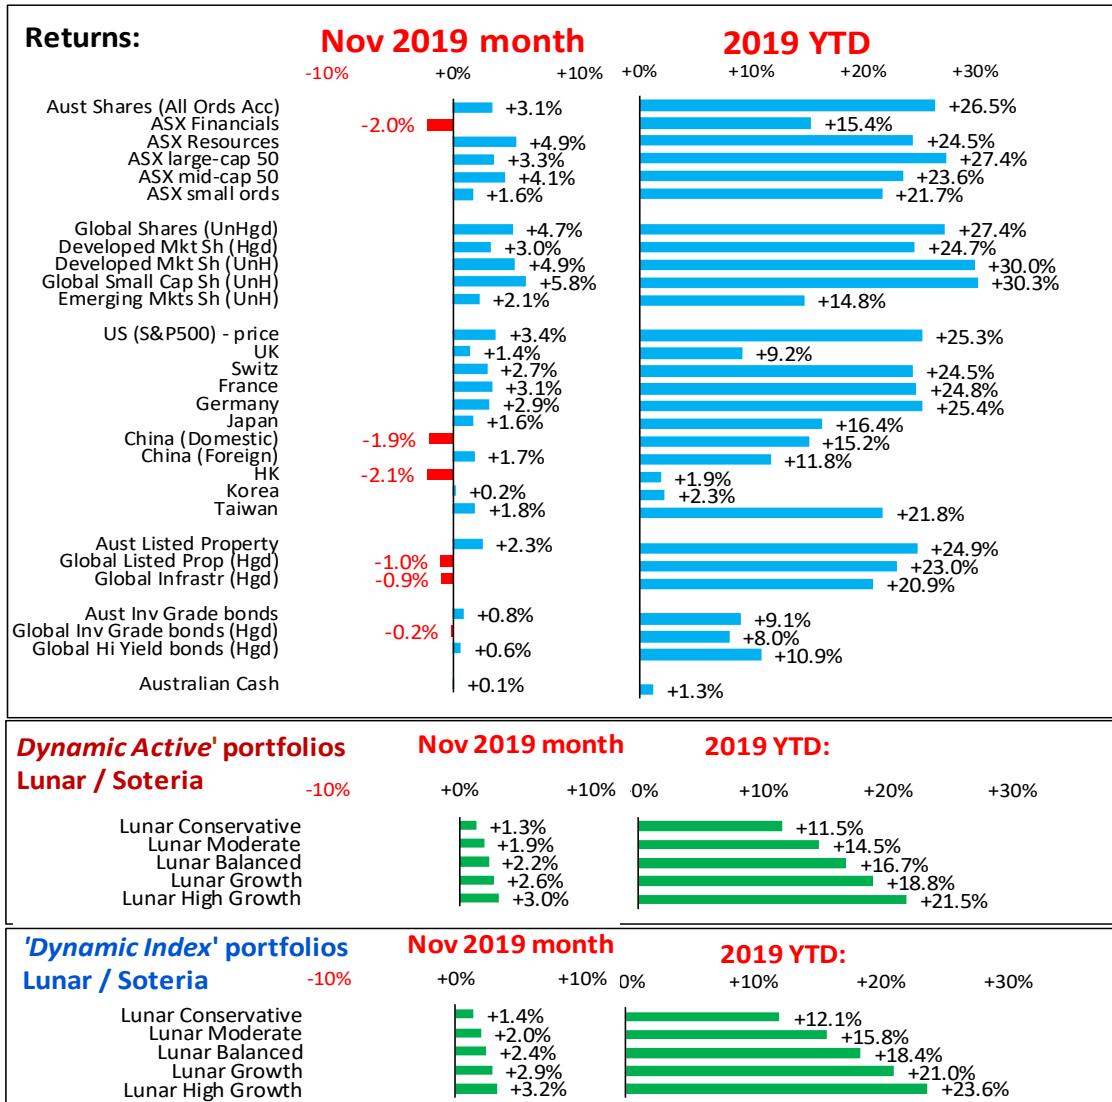 Returns: Nov 2019 month 2019 YTD
-10% +0% +10% +0% +10% +20% +30%
Aust Shares (All Ords Acc) +3.1% +26.5%
ASX Financials -2.0% +15.4%
ASX Resources +4.9% +24.5%
ASX large-cap 50 +3.3% +27.4%
ASX mid-cap 50 +4.1% +23.6%
ASX small ords +1.6% +21.7%
Global Shares (UnHgd) +4.7% +27.4%
Developed Mkt Sh (Hgd) +3.0% +24.7%
Developed Mkt Sh (UnH) +4.9% +30.0%
Global Small Cap Sh (UnH) +5.8% +30.3%
Emerging Mkts Sh (UnH) +2.1% +14.8%
US (S&P500) - price +3.4% +25.3%
UK +1.4% +9.2%
Switz +2.7% +24.5%
France +3.1% +24.8%
Germany +2.9% +25.4%
Japan +1.6% +16.4%
China (Domestic) -1.9% +15.2%
China (Foreign) +1.7% +11.8%
HK -2.1% +1.9%
Korea +0.2% +2.3%
Taiwan +1.8% +21.8%
Aust Listed Property +2.3% +24.9%
Global Listed Prop (Hgd) -1.0% +23.0%
Global Infrastr (Hgd) -0.9% +20.9%
Aust Inv Grade bonds +0.8% +9.1%
Global Inv Grade bonds (Hgd) -0.2% +8.0%
Global Hi Yield bonds (Hgd) +0.6% +10.9%
Australian Cash +0.1% +1.3%
Dynamic Active' portfolios Nov 2019 month 2019 YTD:
Lunar / Soteria -10% +0% +10% 0% +10% +20% +30%
Lunar Conservative +1.3% +11.5%
Lunar Moderate +1.9% +14.5%
Lunar Balanced +2.2% +16.7%
Lunar Growth +2.6% +18.8%
Lunar High Growth +3.0% +21.5%
'Dynamic Index' portfolios Nov 2019 month 2019 YTD:
Lunar / Soteria -10% +0% +10% 0% +10% +20% +30%
Lunar Conservative +1.4% +12.1%
Lunar Moderate +2.0% +15.8%
Lunar Balanced +2.4% +18.4%
Lunar Growth +2.9% +21.0%
Lunar High Growth +3.2% +23.6%